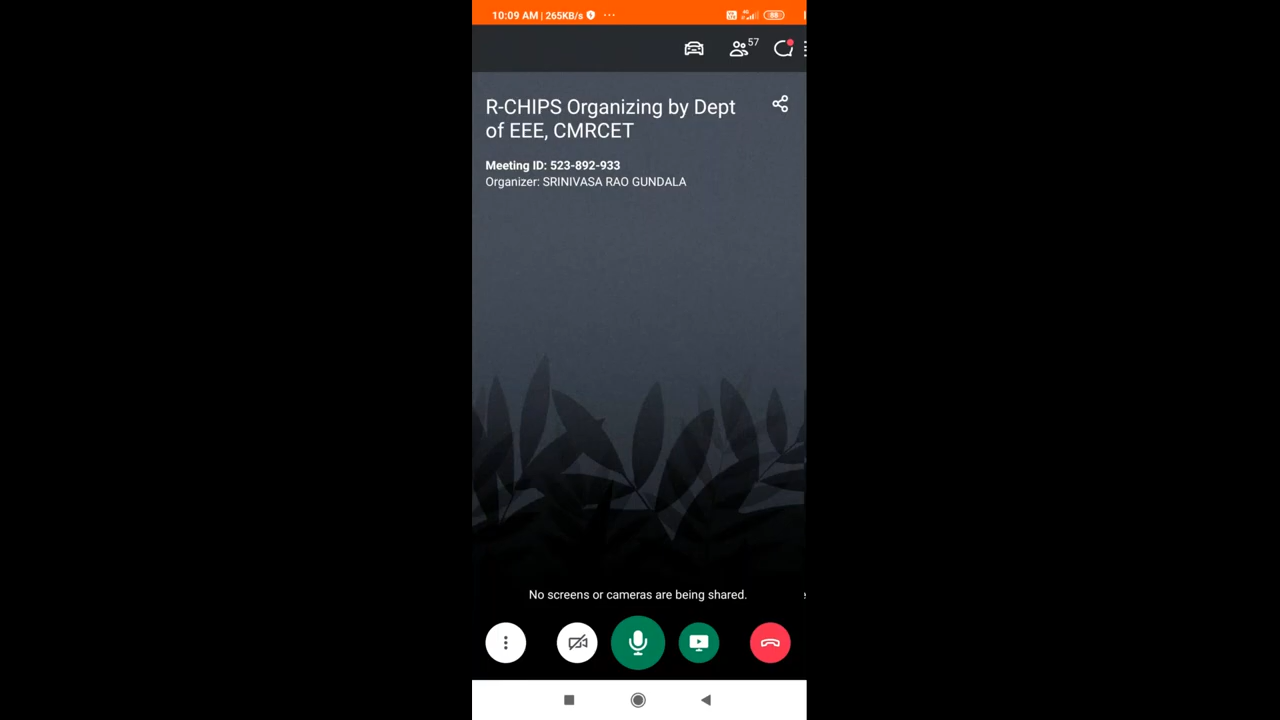 10:09 AM | 265KB/s ...
57
R-CHIPS Organizing by Dept
of EEE, CMRCET
Meeting ID: 523-892-933
Organizer: SRINIVASA RAO GUNDALA
No screens or cameras are being shared.